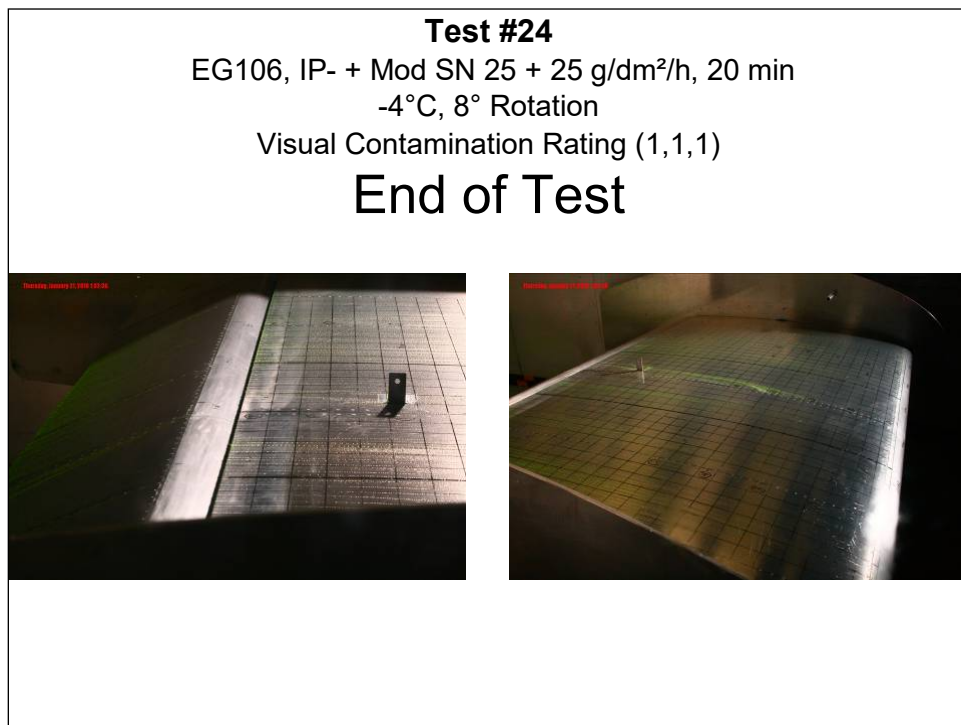 Test #24
EG106, IP- + Mod SN 25 + 25 g/dm²/h, 20 min
-4°C, 8° Rotation
Visual Contamination Rating (1,1,1)
End of Test